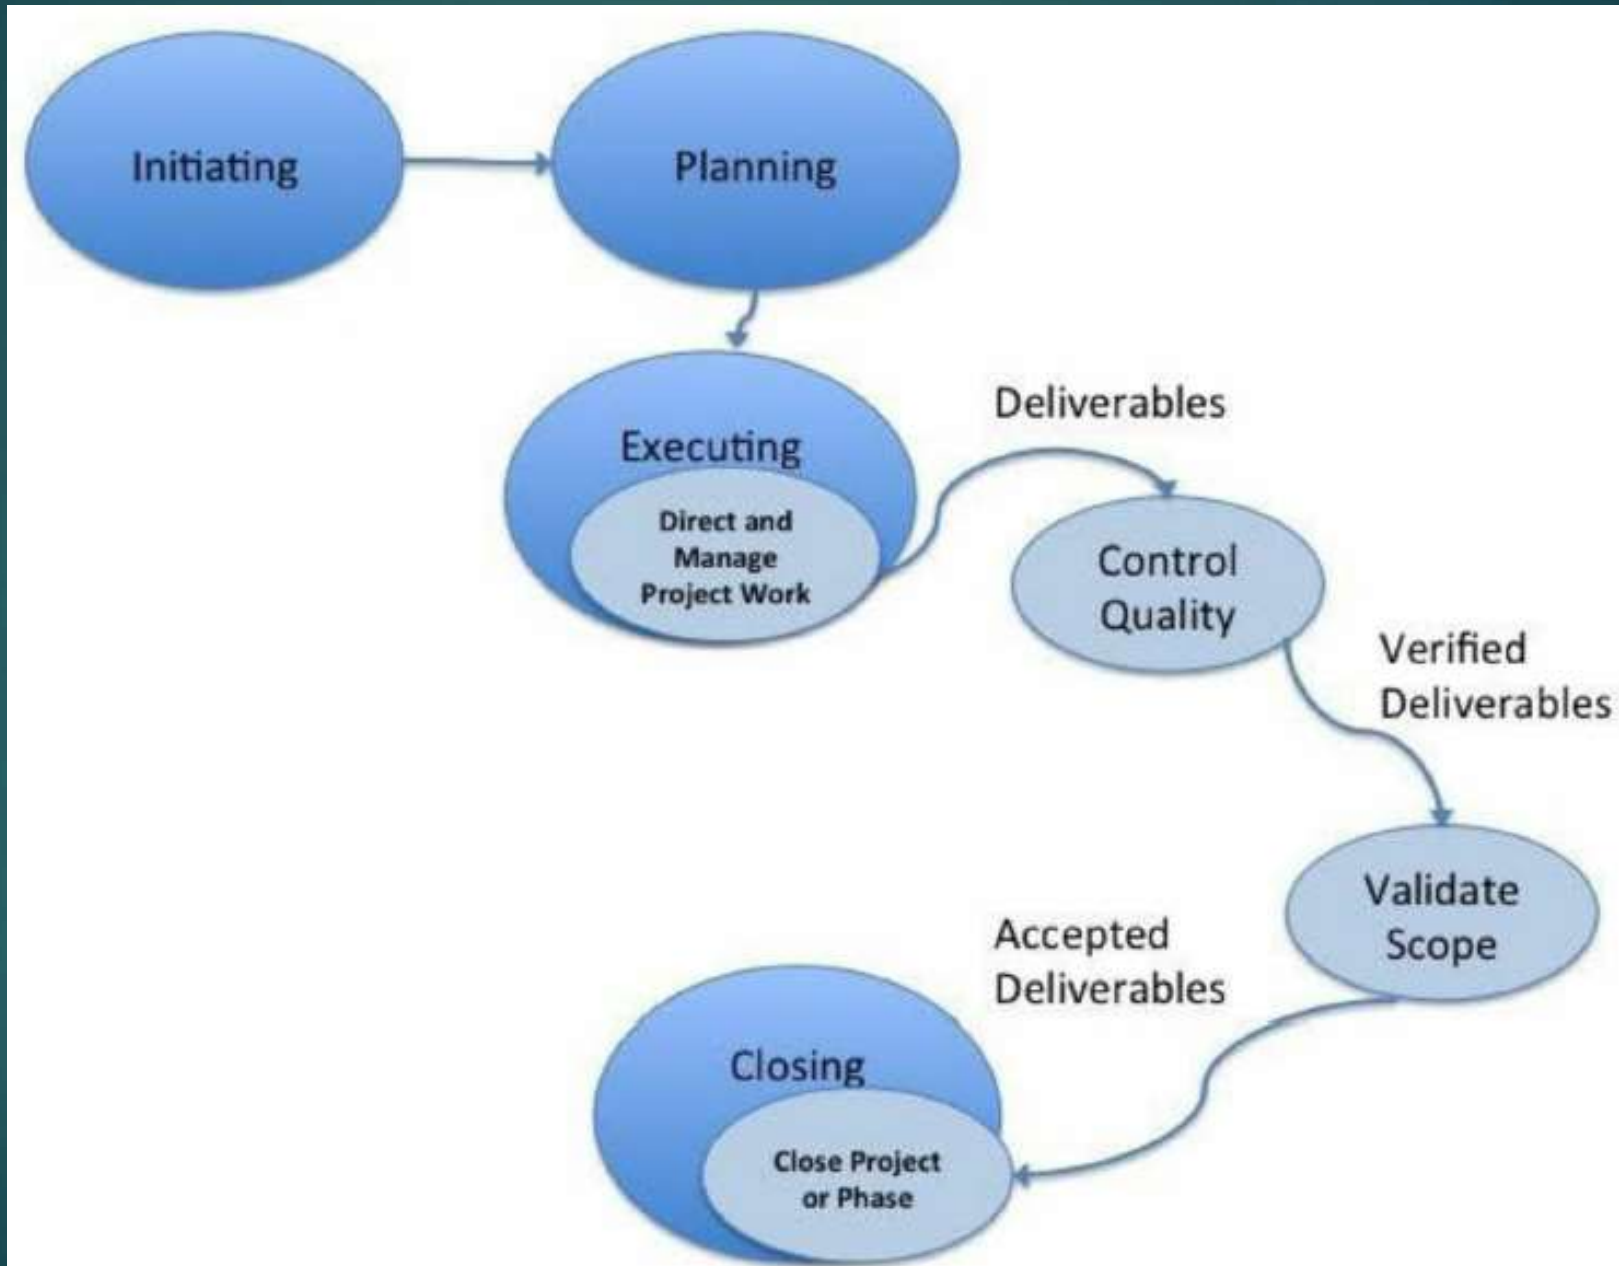 Initiating
Planning
Executing
Direct and
Manage
Project Work
Deliverables
Control
Quality
Verified
Deliverables
Validate
Scope
Accepted
Deliverables
Closing
Close Project
or Phase